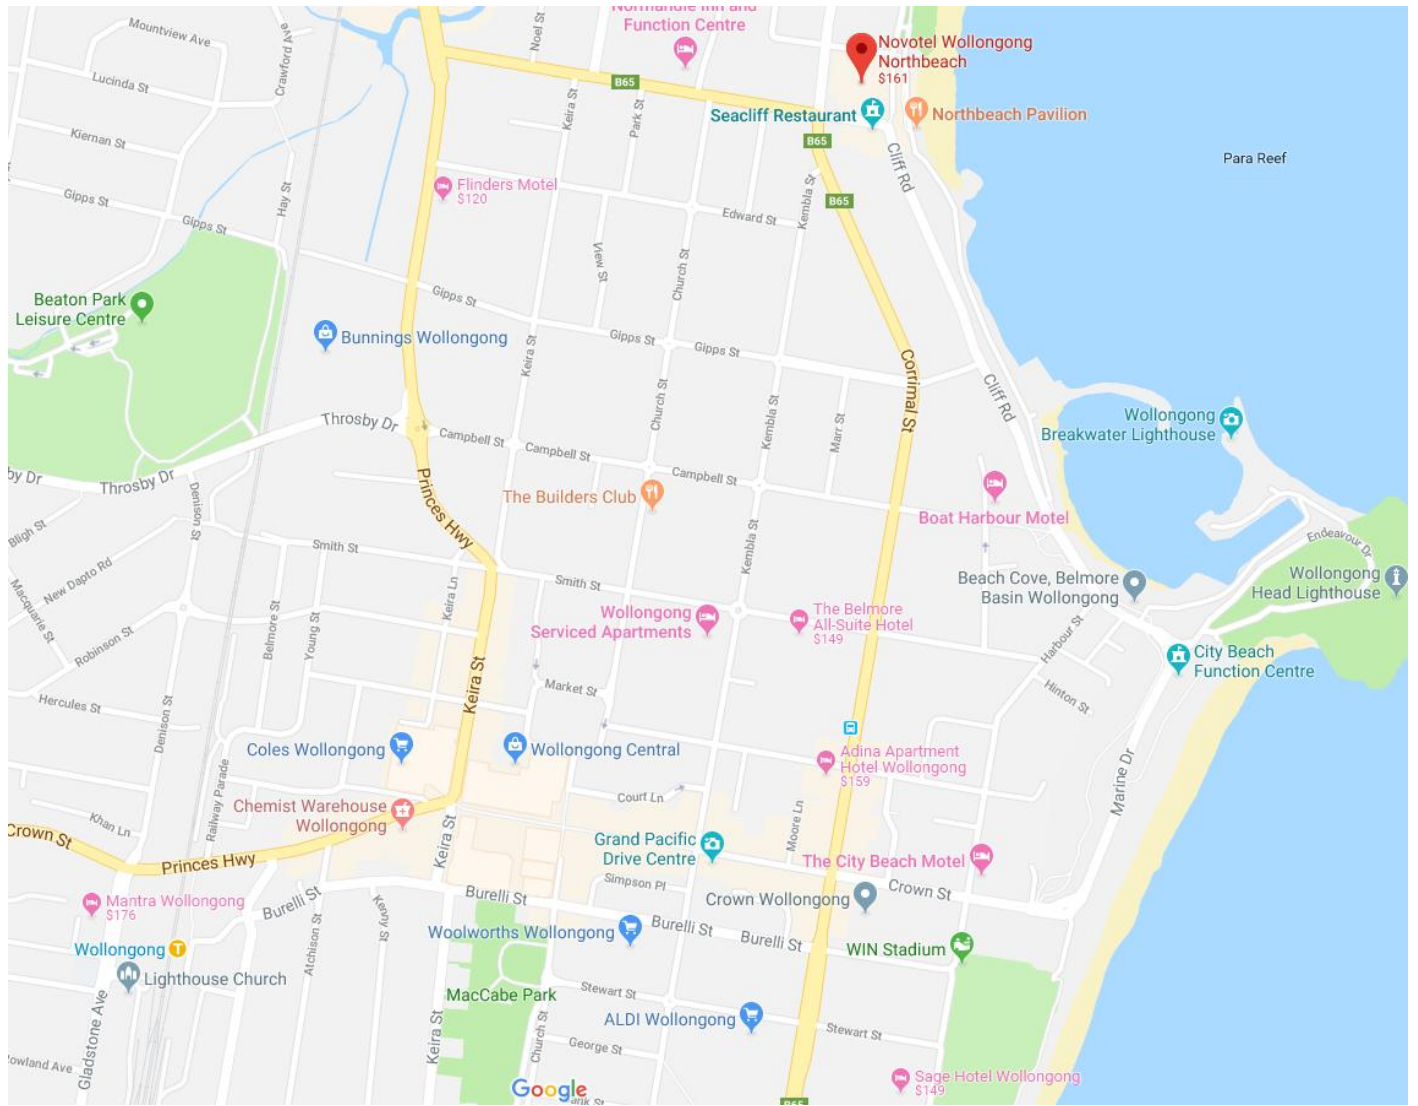 Normandie Inn and
Function Centre
Mountview Ave
Crawford Ave
Noel St
Novotel Wollongong
Northbeach
$161
Lucinda St
B65
Keira St
Park St
Seacliff Restaurant
Northbeach Pavilion
Kiernan St
B65
Cliff Rd
Para Reef
Flinders Motel
$120
Gipps St
Hay St
Gipps St
Edward St
Kembla St
B65
View St
Church St
Beaton Park
Leisure Centre
Gipps St
Bunnings Wollongong
Gipps St
Gipps St
Keira St
Corrimal St
Cliff Rd
Throsby Dr
Church St
Kembla St
Marr St
Wollongong
Breakwater Lighthouse
Campbell St
Campbell St
Campbell St
by Dr
Throsby Dr
Denison St
Princes Hwy
The Builders Club
Boat Harbour Motel
Bligh St
Smith St
Kembla St
Endeavour Dr
New Dapto Rd
Smith St
Beach Cove, Belmore
Basin Wollongong
Wollongong
Head Lighthouse
Macquarie St
Keira Ln
Belmore St
Young St
Robinson St
Wollongong
Serviced Apartments
The Belmore
All-Suite Hotel
$149
Harbour St
City Beach
Function Centre
Keira St
Market St
Hinton St
Hercules St
Denison St
Coles Wollongong
Wollongong Central
Adina Apartment
Hotel Wollongong
$159
Railway Parade
Court Ln
Marine Dr
Chemist Warehouse
Wollongong
Khan Ln
Crown St
Keira St
Moore Ln
Grand Pacific
Drive Centre
Princes Hwy
The City Beach Motel
Simpson Pl
Crown St
Mantra Wollongong
$176
Burelli St
Burelli St
Crown Wollongong
Kenny St
Atchison St
Woolworths Wollongong
Burelli St
Burelli St
WIN Stadium
Wollongong
T
Lighthouse Church
MacCabe Park
Stewart St
ALDI Wollongong
Stewart St
Gladstone Ave
Keira St
Church St
George St
Rowland Ave
Sage Hotel Wollongong
$149
Google
B65